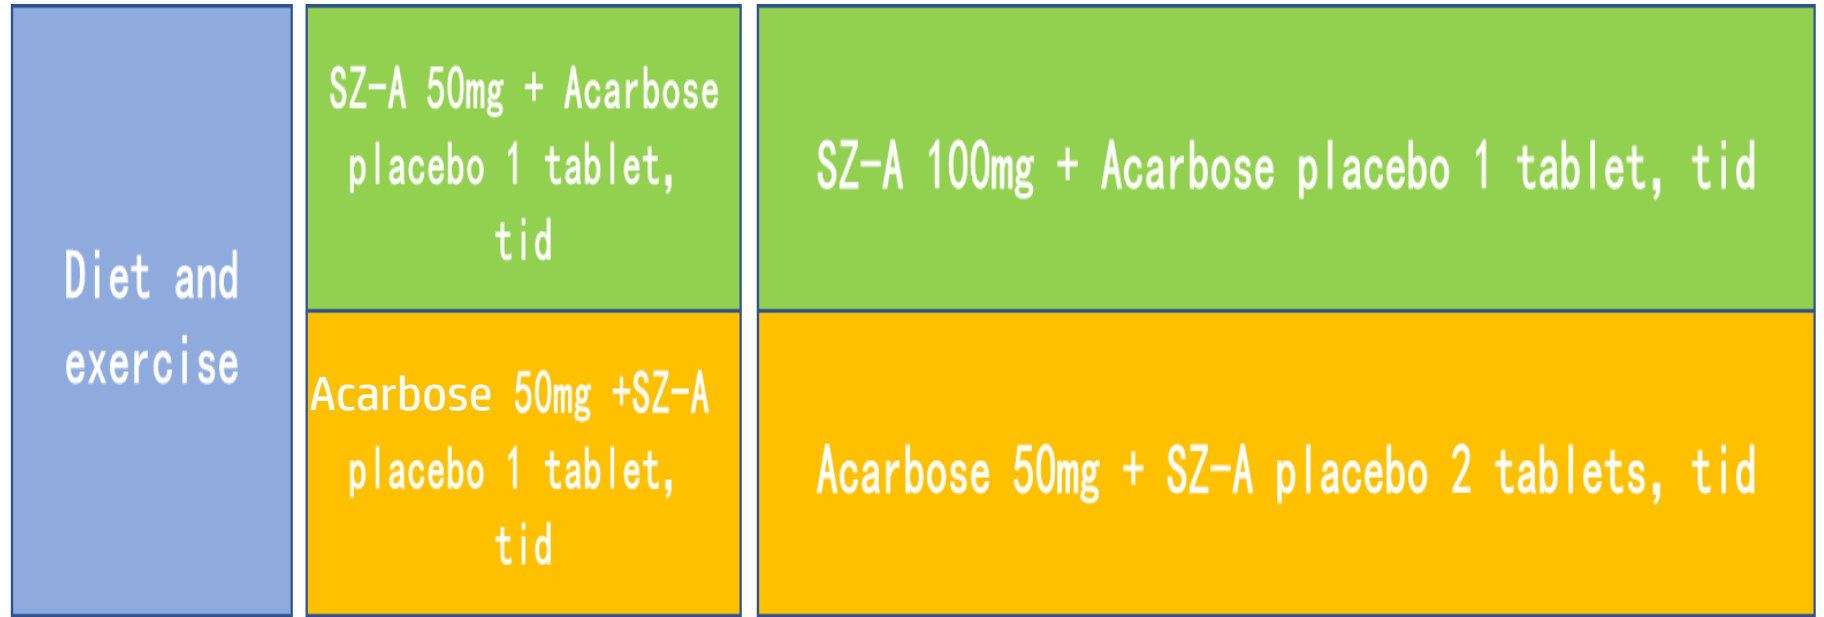 Diet and
exercise
SZ-A 50mg + Acarbose
placebo 1 tablet,
tid
Acarbose 50mg +SZ-A
placebo 1 tablet,
tid
SZ-A 100mg + Acarbose placebo 1 tablet, tid
Acarbose 50mg + SZ-A placebo 2 tablets, tid